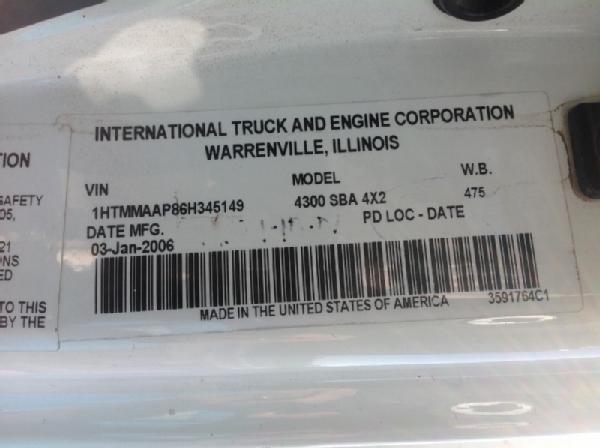 INTERNATIONAL TRUCK AND ENGINE CORPORATION
WARRENVILLE, ILLINOIS
VIN MODEL W.B.
1HTMMAAP86H345149 4300 SBA 4X2 475
DATE MFG. PD LOC - DATE
03-Jan-2006
MADE IN THE UNITED STATES OF AMERICA 3591764C1
ION
SAFETY
05,
21
ONS
ED
TO THIS
BY THE